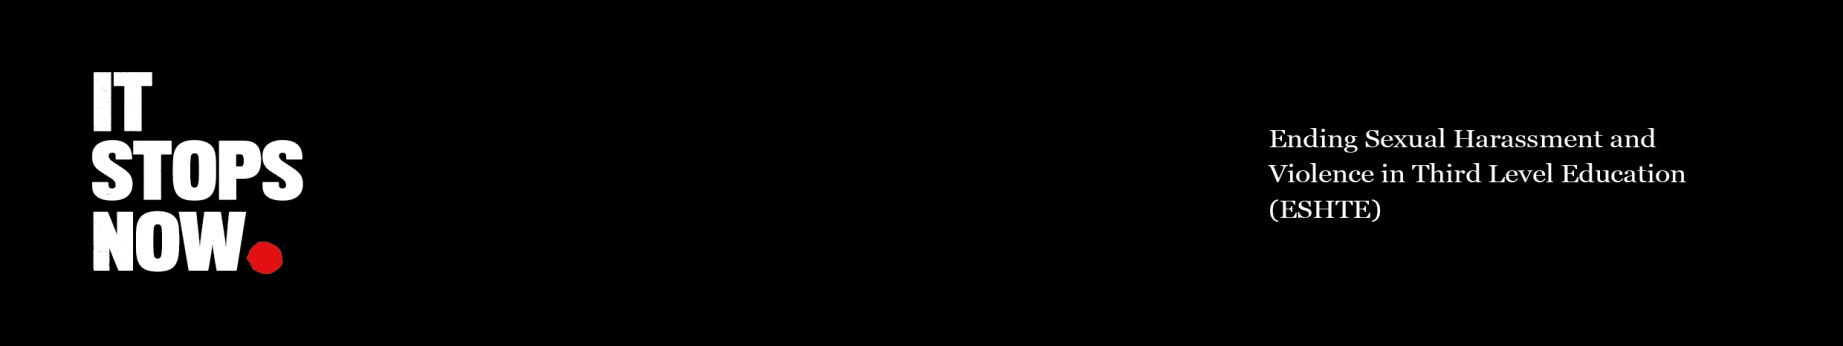 IT
STOPS
NOW.
Ending Sexual Harassment and
Violence in Third Level Education
(ESHTE)